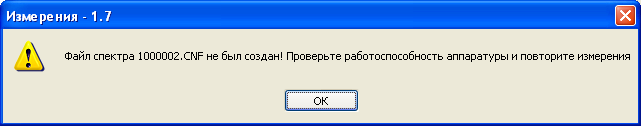 Измерения - 1.7
Файл спектра 1000002.CNF не был создан! Проверьте работоспособность аппаратуры и повторите измерения
OK